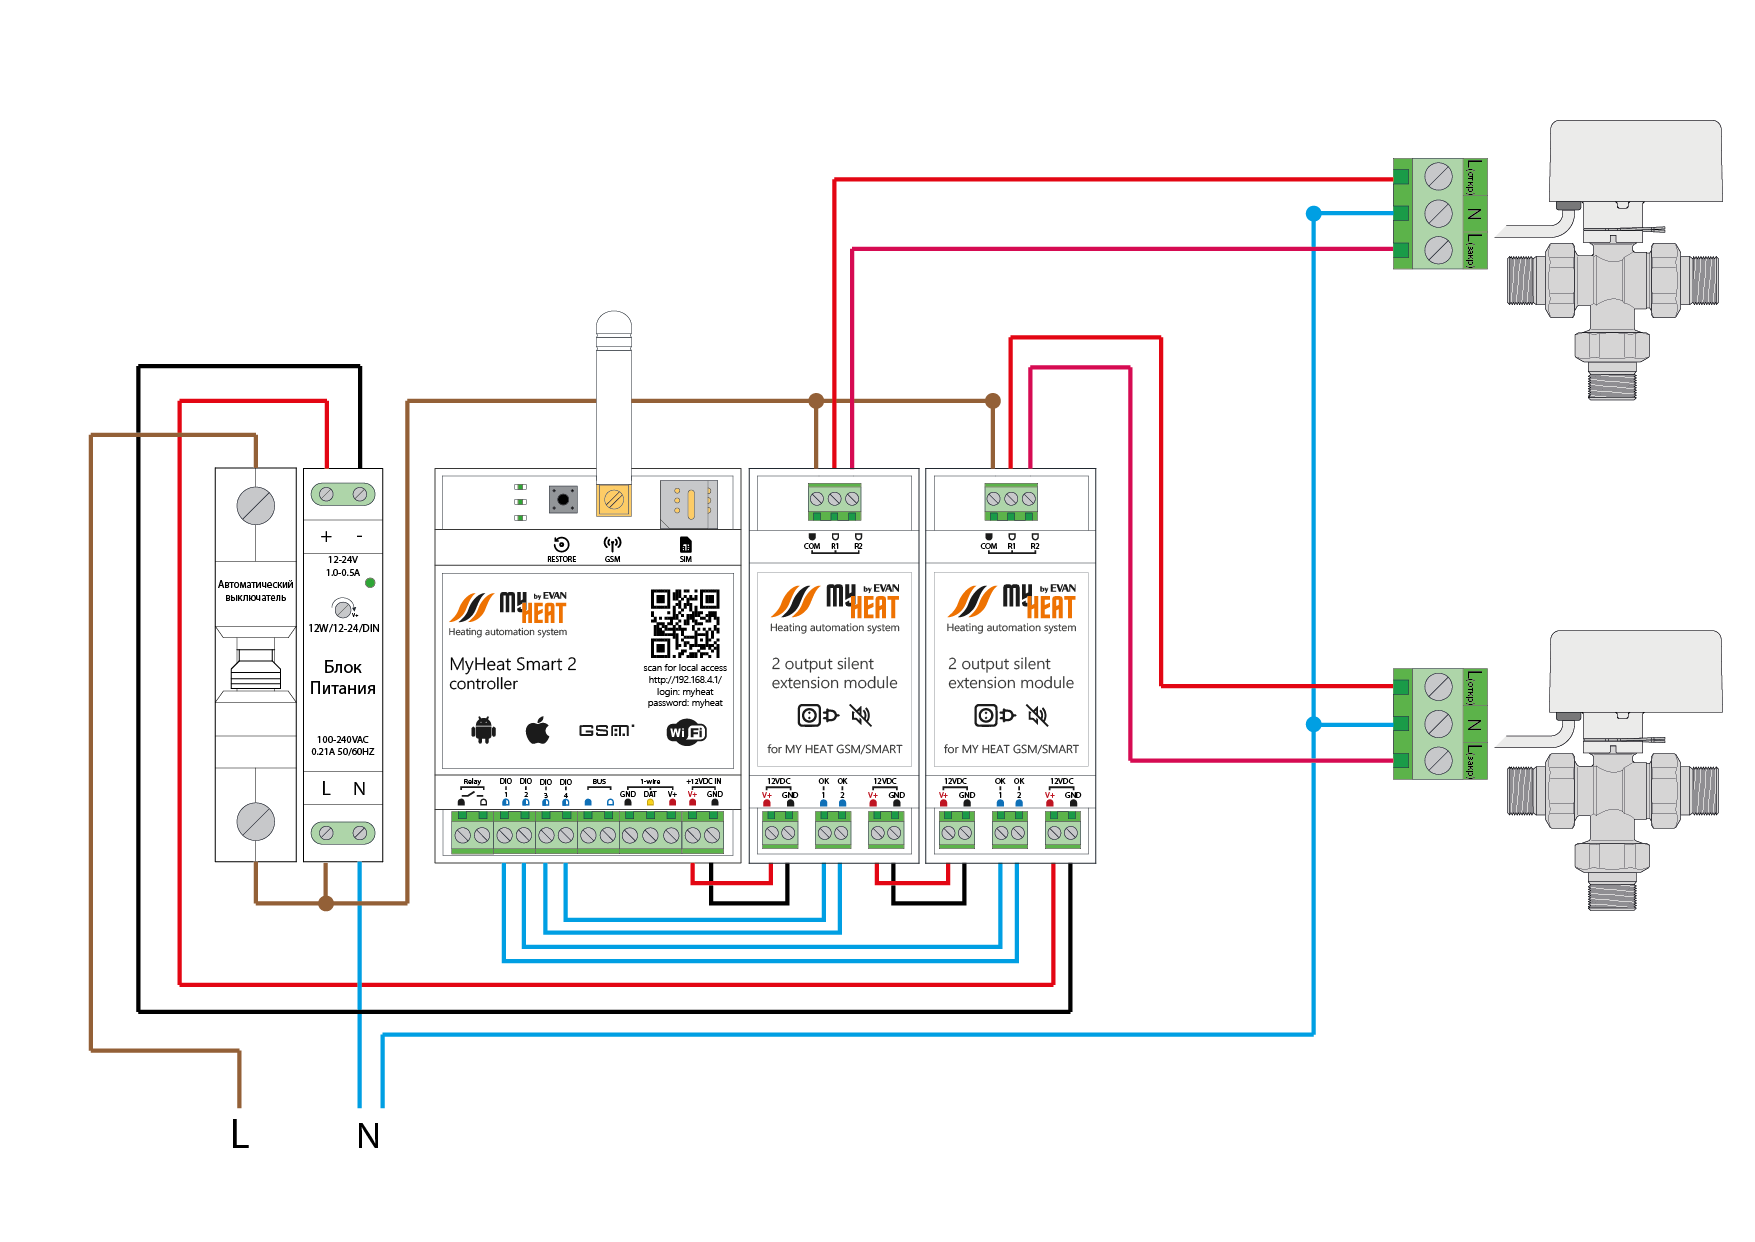 L(откр)
N
L(закр)
L(откр)
N
L(закр)
Автоматический
выключатель
+ -
12-24V
1.0-0.5A
V+
12W/12-24/DIN
Блок
Питания
100-240VAC
0.21A 50/60HZ
L N
RESTORE
GSM
SIM
MY HEAT by EVAN
Heating automation system
MyHeat Smart 2
controller
scan for local access
http://192.168.4.1/
login: myheat
password: myheat
GSM
Wi Fi
Relay
DIO 1
DIO 2
DIO 3
DIO 4
BUS
1-wire
GND DAT V+
+12VDC IN
V+ GND
COM R1 R2
MY HEAT by EVAN
Heating automation system
2 output silent
extension module
for MY HEAT GSM/SMART
12VDC
V+ GND
OK 1
OK 2
12VDC
V+ GND
COM R1 R2
MY HEAT by EVAN
Heating automation system
2 output silent
extension module
for MY HEAT GSM/SMART
12VDC
V+ GND
OK 1
OK 2
12VDC
V+ GND
L
N